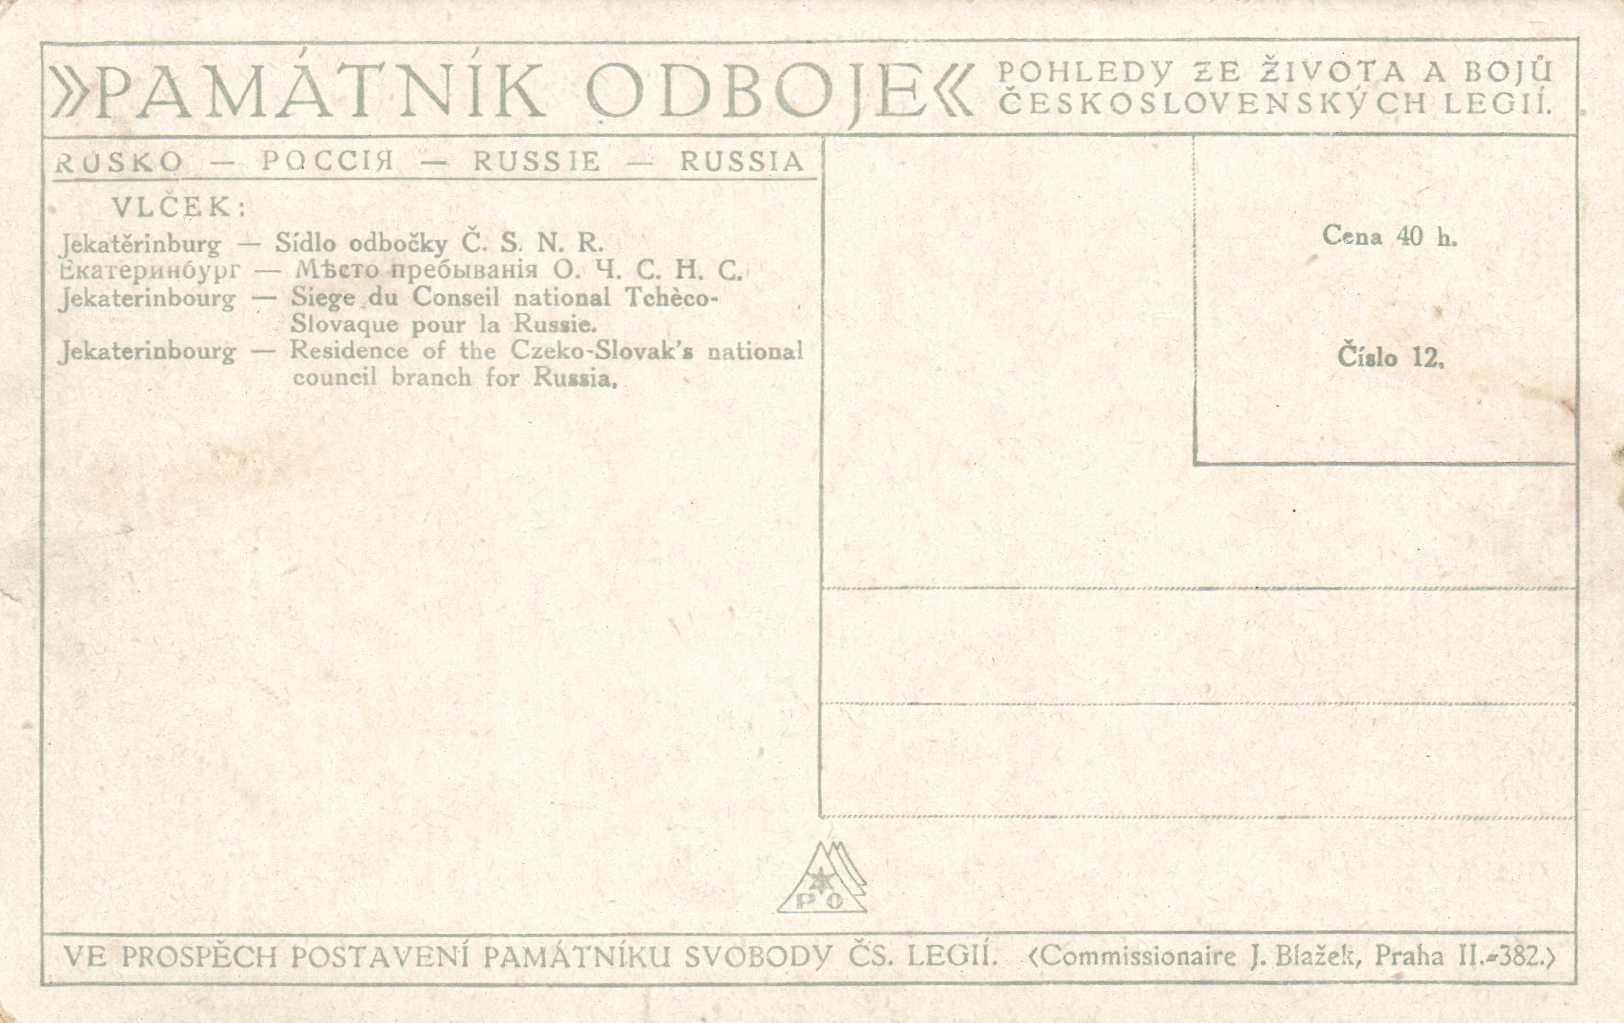 »PAMÁTNÍK ODBOJE«
POHLEDY ZE ŽIVOTA A BOJŮ
ČESKOSLOVENSKÝCH LEGIÍ.
RUSKO — РОССІЯ — RUSSIE — RUSSIA
VLČEK:
Jekatěrinburg — Sídlo odbočky Č. S. N. R.
Екатеринбург — Мѣсто пребыванія О. Ч. С. Н. С.
Jekaterinbourg — Siege du Conseil national Tchèco-
Slovaque pour la Russie.
Jekaterinbourg — Residence of the Czeko-Slovak's national
council branch for Russia.
Cena 40 h.
Číslo 12.
P O
VE PROSPĚCH POSTAVENÍ PAMÁTNÍKU SVOBODY ČS. LEGIÍ. (Commissionaire J. Blažek, Praha II.-382.)